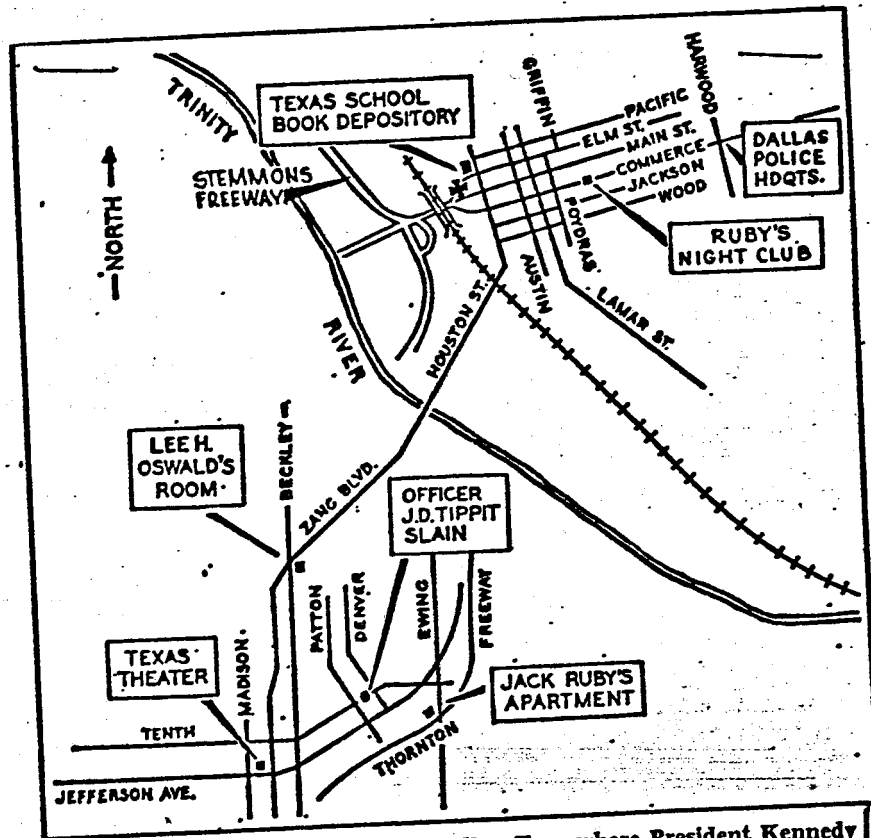 TRINITY
RIVER
TEXAS SCHOOL
BOOK DEPOSITORY
STEMMONS
FREEWAY
NORTH
GRIFFIN
HARWOOD
PACIFIC
ELM ST.
MAIN ST.
COMMERCE
JACKSON
WOOD
DALLAS
POLICE
HDQTS.
RUBY'S
NIGHT CLUB
POYDRAS
AUSTIN
LAMAR ST.
HOUSTON ST.
LEE H.
OSWALD'S
ROOM
BECKLEY
ZANG BLVD.
OFFICER
J.D. TIPPIT
SLAIN
PATTON
DENVER
EWING
FREEWAY
TEXAS
THEATER
MADISON
JACK RUBY'S
APARTMENT
TENTH
THORNTON
JEFFERSON AVE.
where President Kennedy